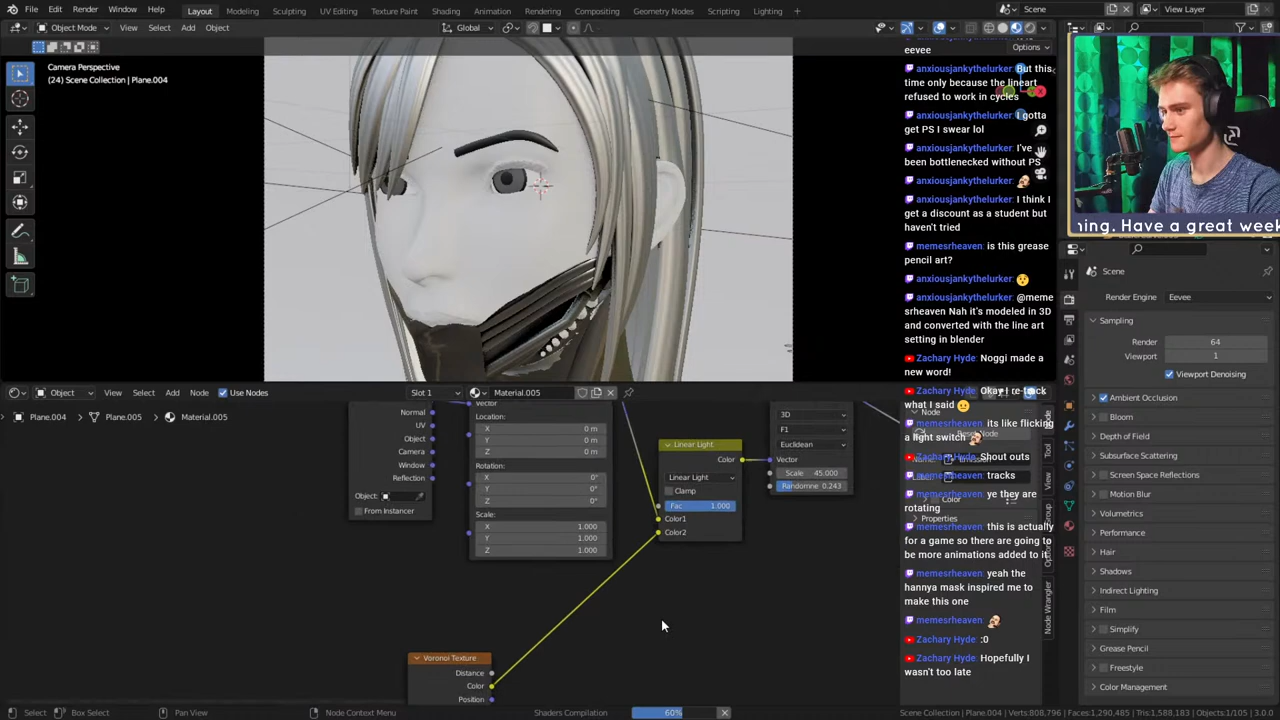 File Edit Render Window Help Layout Modeling Sculpting UV Editing Texture Paint Shading Animation Rendering Compositing Geometry Nodes Scripting Lighting + Scene View Layer
Object Mode View Select Add Object Global
Options
Camera Perspective
(24) Scene Collection | Plane.004
eevee
anxiousjankythelurker: But this
time only because the lineart
refused to work in cycles
anxiousjankythelurker: I gotta
get PS I swear lol
anxiousjankythelurker: I've
been bottlenecked without PS
anxiousjankythelurker:
anxiousjankythelurker: I think I
get a discount as a student but
haven't tried
memesrheaven: is this grease
pencil art?
anxiousjankythelurker:
anxiousjankythelurker: @meme
srheaven Nah it's modeled in 3D
and converted with the line art
setting in blender
Zachary Hyde: Noggi made a
new word!
Zachary Hyde: Okay I re-track
what I said
memesrheaven: its like flicking
a light switch
Zachary Hyde: Shout outs
memesrheaven: tracks
memesrheaven: ye they are
rotating
memesrheaven: this is actually
for a game so there are going to
be more animations added to it
memesrheaven: yeah the
hannya mask inspired me to
make this one
memesrheaven:
Zachary Hyde: :0
Zachary Hyde: Hopefully I
wasn't too late
ning. Have a great week
Scene
Render Engine Eevee
Sampling
Render 64
Viewport 1
Viewport Denoising
Ambient Occlusion
Bloom
Depth of Field
Subsurface Scattering
Screen Space Reflections
Motion Blur
Volumetrics
Performance
Hair
Shadows
Indirect Lighting
Film
Simplify
Grease Pencil
Freestyle
Color Management
Object View Select Add Node Use Nodes Slot 1 Material.005
Plane.004 Plane.005 Material.005
Normal
UV
Object
Camera
Window
Reflection
Object:
From Instancer
Vector
Location:
X 0 m
Y 0 m
Z 0 m
Rotation:
X 0°
Y 0°
Z 0°
Scale:
X 1.000
Y 1.000
Z 1.000
Linear Light
Color
Linear Light
Clamp
Fac 1.000
Color1
Color2
3D
F1
Euclidean
Vector
Scale 45.000
Randomne 0.243
Voronoi Texture
Distance
Color
Position
Node
Color
Properties
Node
Tool
View
Group
Node Wrangler
Select Box Select Pan View Node Context Menu Shaders Compilation 60% Scene Collection | Plane.004 Verts:808,796 | Faces:1,290,485 | Tris:1,588,183 | Objects:1/105 | 3.0.0